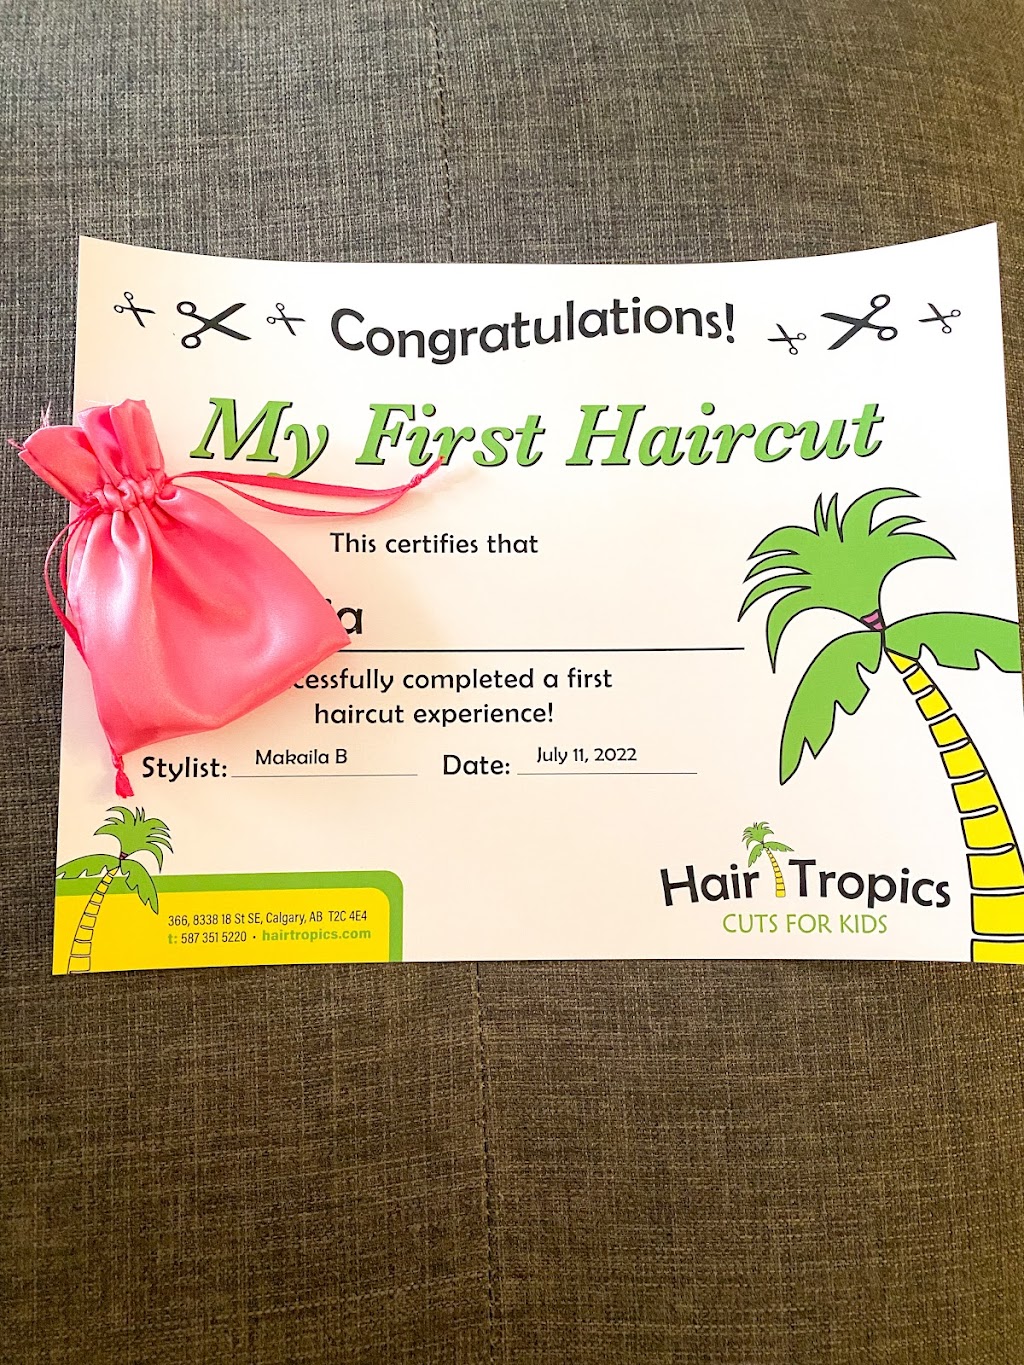 Congratulations!
My First Haircut
This certifies that
completed a first
haircut experience!
Stylist: Makaila B Date: July 11, 2022
Hair Tropics
CUTS FOR KIDS
366, 8338 18 St SE, Calgary, AB T2C 4E4
t: 587 351 5220 • hairtropics.com